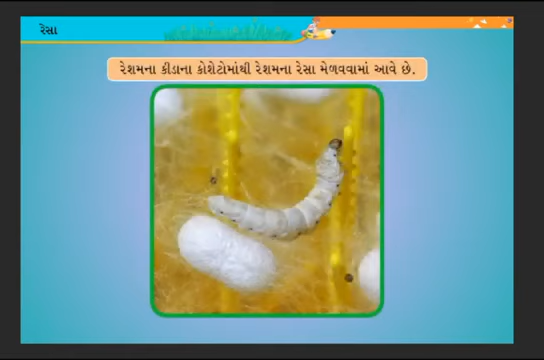 રેસા
રેશમના કીડાના કોશેટોમાંથી રેશમના રેસા મેળવવામાં આવે છે.